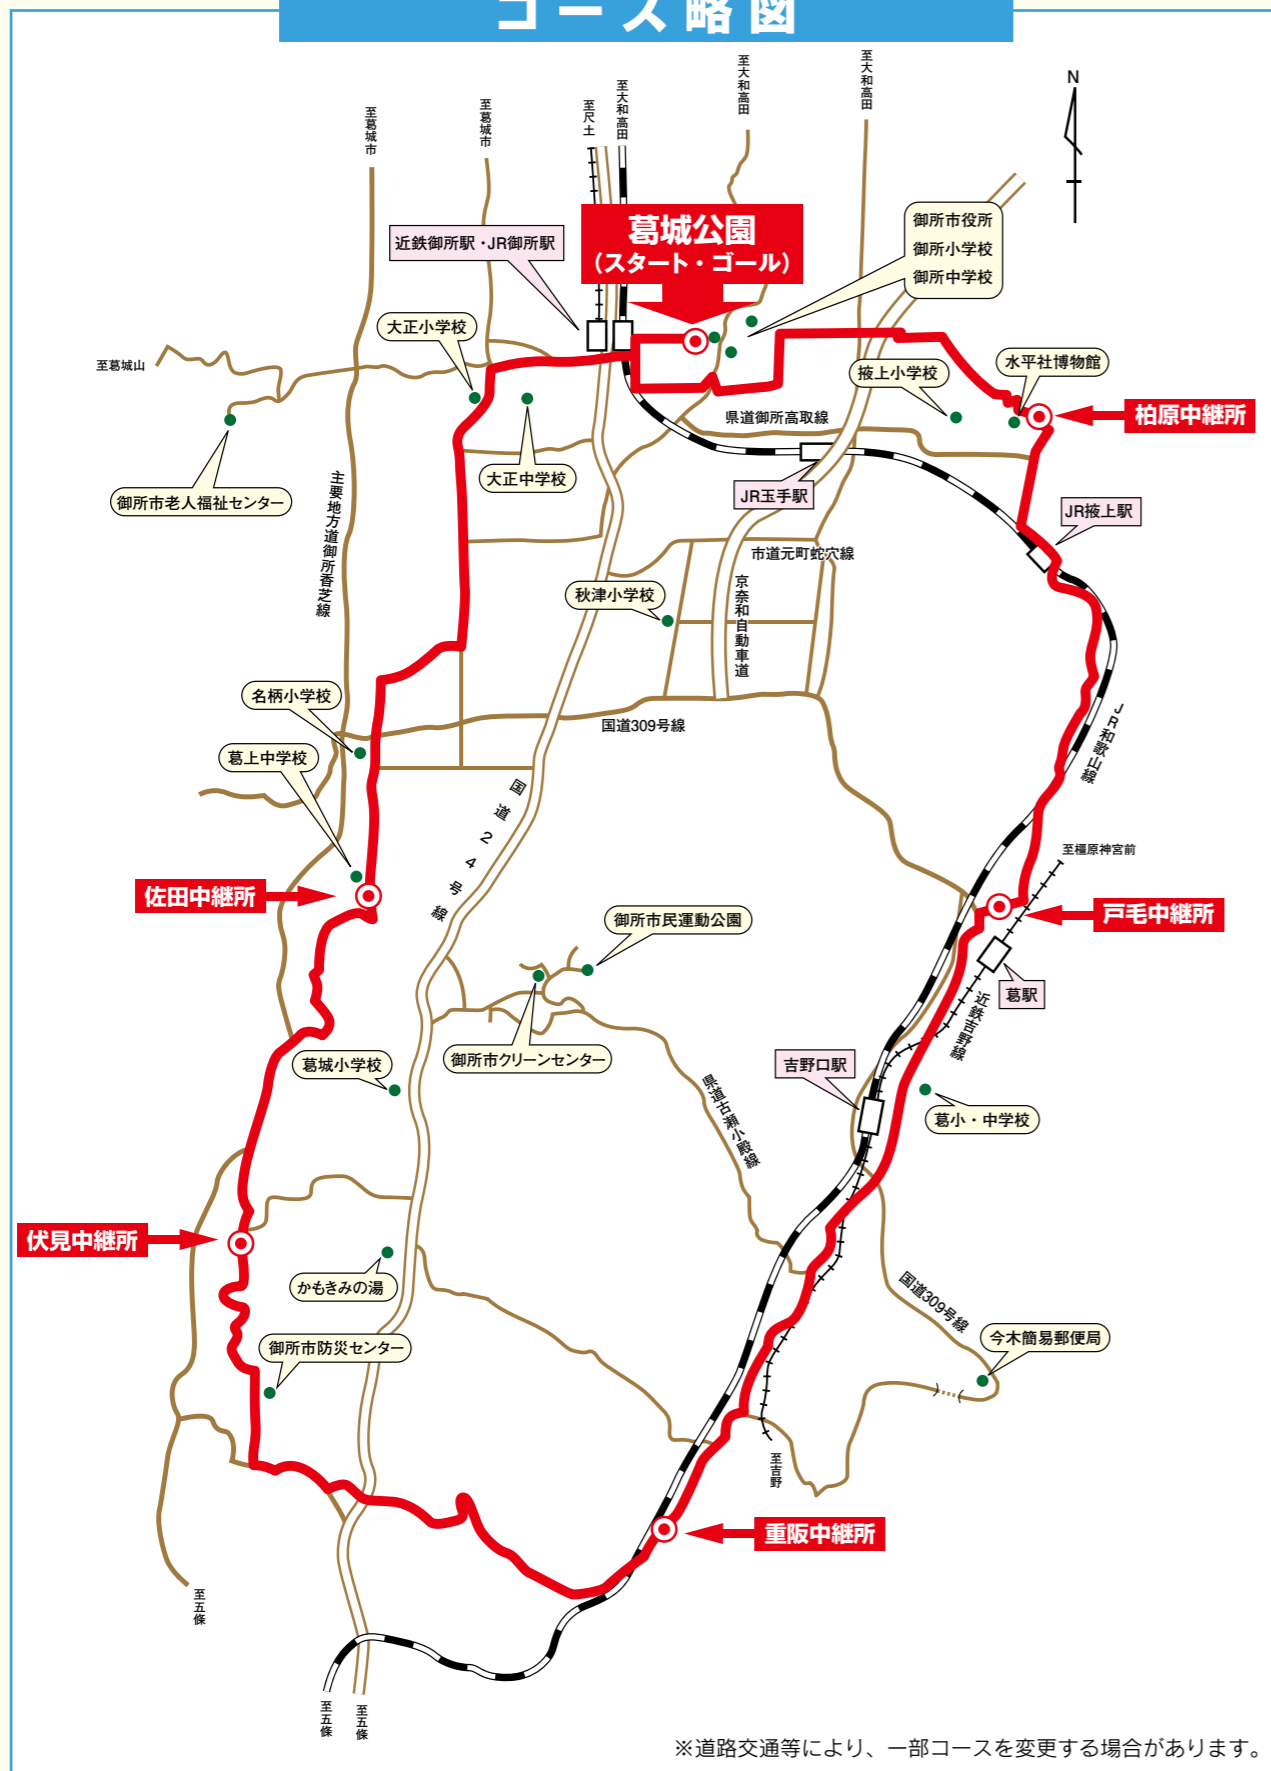 コース略図
至大和高田
至大和高田
至大和高田
至尺土
至葛城市
至葛城市
N
葛城公園
(スタート・ゴール)
御所市役所
御所小学校
御所中学校
近鉄御所駅・JR御所駅
大正小学校
至葛城山
水平社博物館
掖上小学校
柏原中継所
県道御所高取線
大正中学校
御所市老人福祉センター
主要地方道御所香芝線
JR玉手駅
JR掖上駅
市道元町蛇穴線
秋津小学校
京奈和自動車道
名柄小学校
国道309号線
JR和歌山線
葛上中学校
国道24号線
至橿原神宮前
佐田中継所
戸毛中継所
御所市民運動公園
葛駅
近鉄吉野線
御所市クリーンセンター
葛城小学校
吉野口駅
県道古瀬小殿線
葛小・中学校
伏見中継所
かもきみの湯
国道309号線
御所市防災センター
今木簡易郵便局
至吉野
重阪中継所
至五條
至五條
至五條
※道路交通等により、一部コースを変更する場合があります。